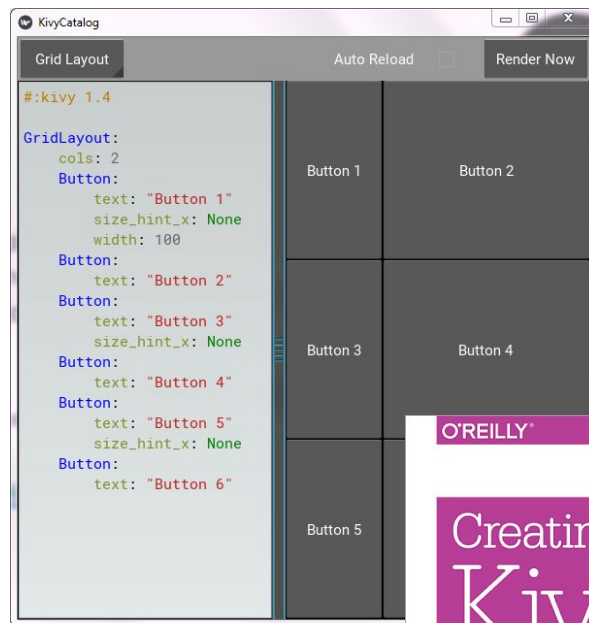 KivyCatalog
Grid Layout
Auto Reload
Render Now
#:kivy 1.4
GridLayout:
cols: 2
Button:
text: "Button 1"
size_hint_x: None
width: 100
Button:
text: "Button 2"
Button:
text: "Button 3"
size_hint_x: None
Button:
text: "Button 4"
Button:
text: "Button 5"
size_hint_x: None
Button:
text: "Button 6"
Button 1
Button 2
Button 3
Button 4
Button 5
O'REILLY®
Creatin
Kiv